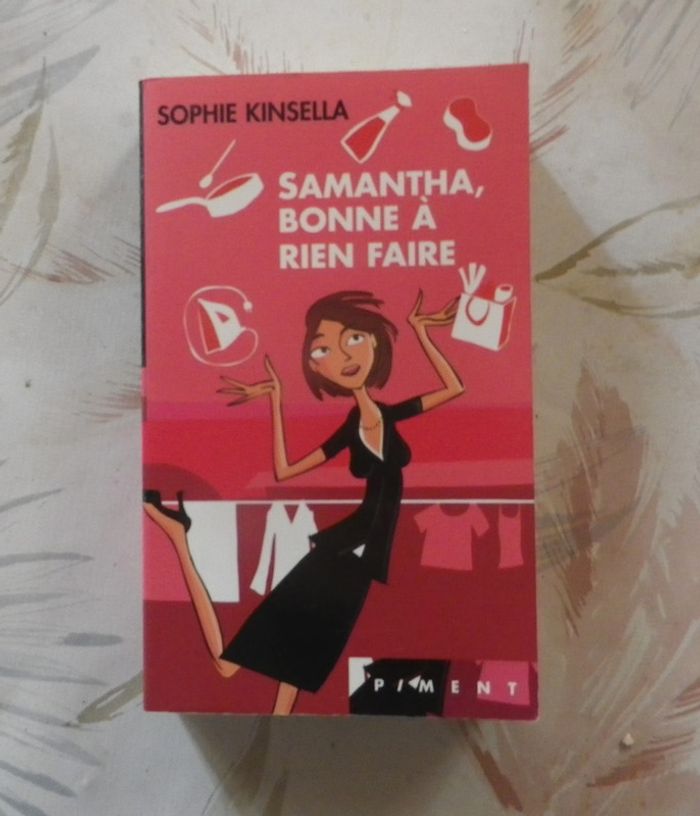 SOPHIE KINSELLA
SAMANTHA,
BONNE À
RIEN FAIRE
PIMENT